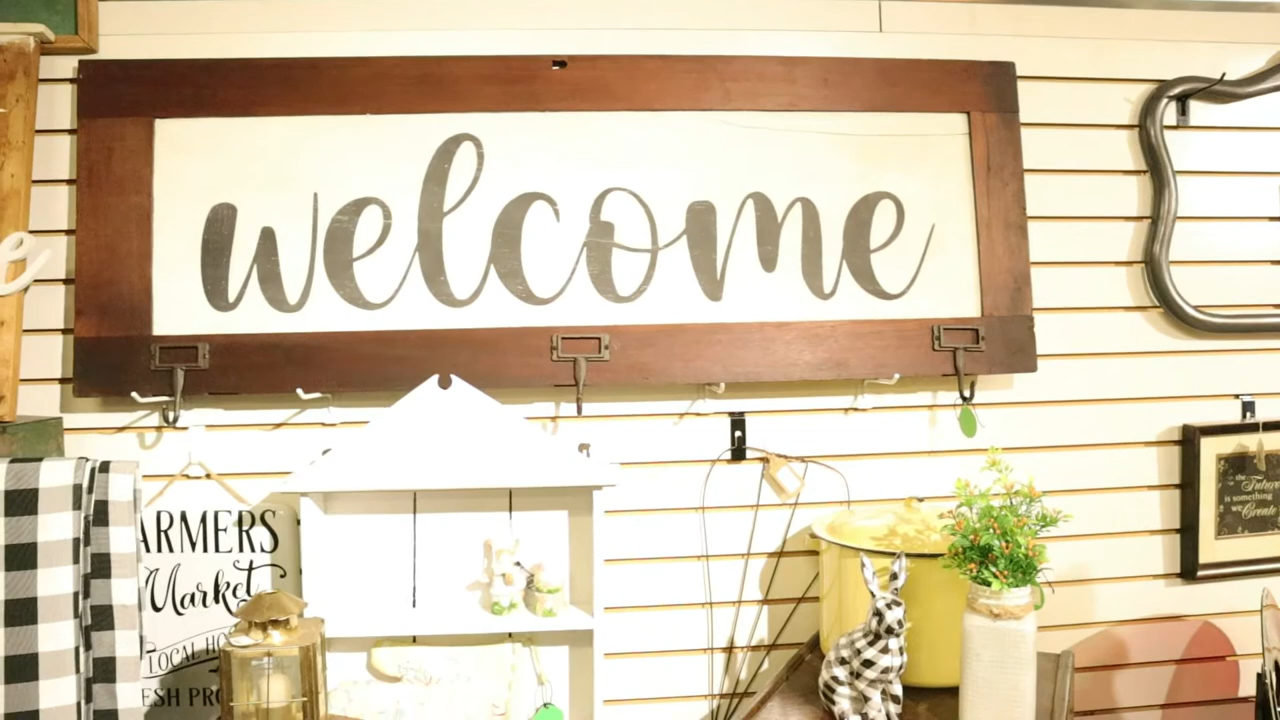 welcome
e
ARMERS
Market
LOCAL HO
ESH PRO
the Future
is something
we Create